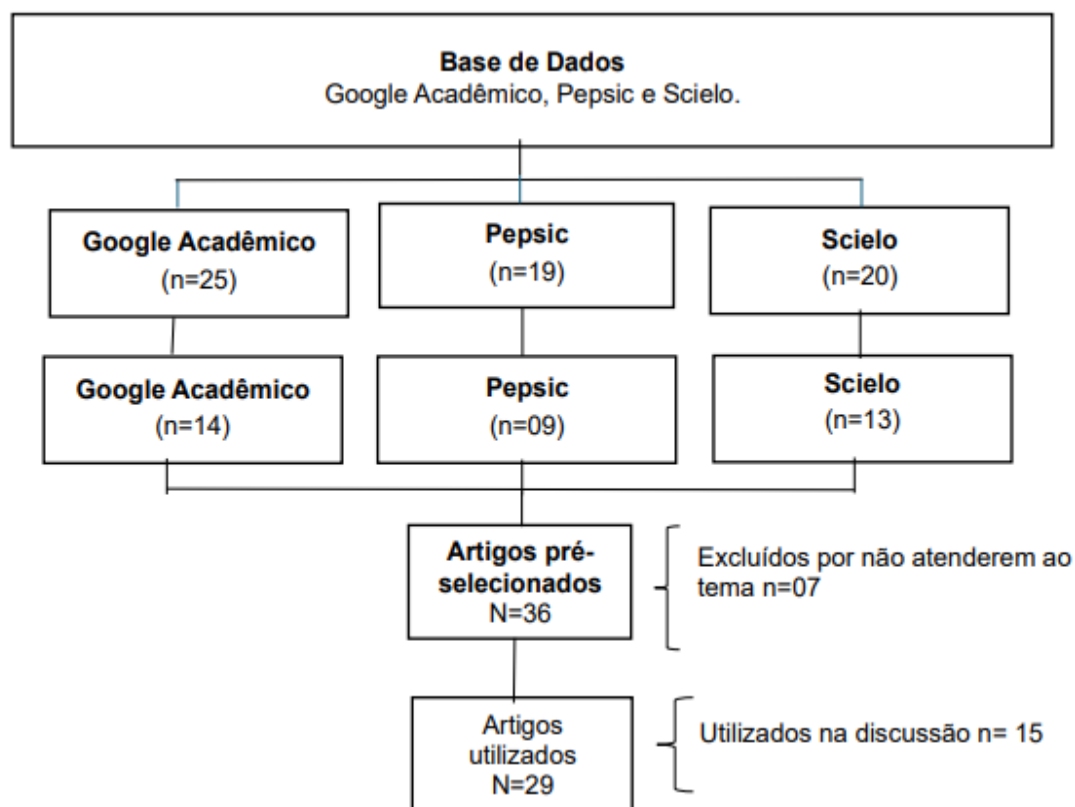 Base de Dados
Google Acadêmico, Pepsic e Scielo.
Google Acadêmico
(n=25)
Pepsic
(n=19)
Scielo
(n=20)
Google Acadêmico
(n=14)
Pepsic
(n=09)
Scielo
(n=13)
Artigos pré-
selecionados
N=36
Excluídos por não atenderem ao
tema n=07
Artigos
utilizados
N=29
Utilizados na discussão n= 15